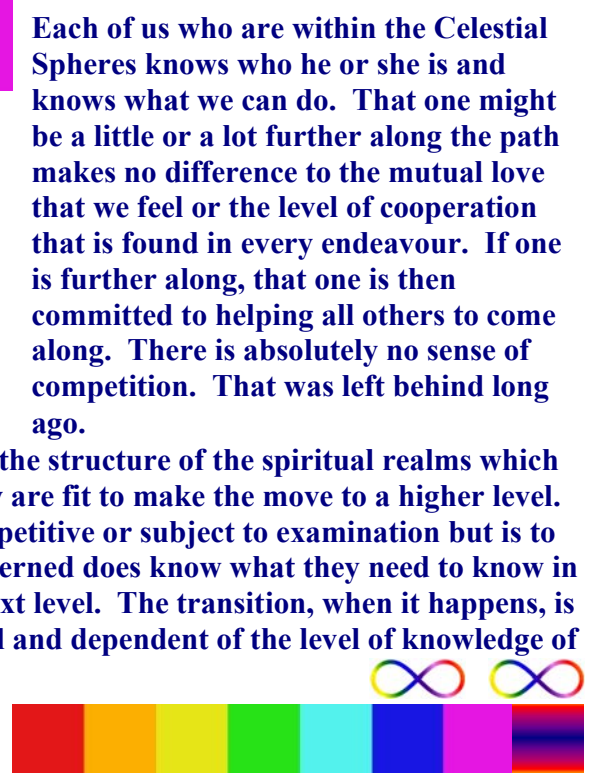 Each of us who are within the Celestial
Spheres knows who he or she is and
knows what we can do.  That one might
be a little or a lot further along the path
makes no difference to the mutual love
that we feel or the level of cooperation
that is found in every endeavour.  If one
is further along, that one is then
committed to helping all others to come
along.  There is absolutely no sense of
competition.  That was left behind long
ago.
the structure of the spiritual realms which
are fit to make the move to a higher level.
petitive or subject to examination but is to
erned does know what they need to know in
xt level.  The transition, when it happens, is
and dependent of the level of knowledge of